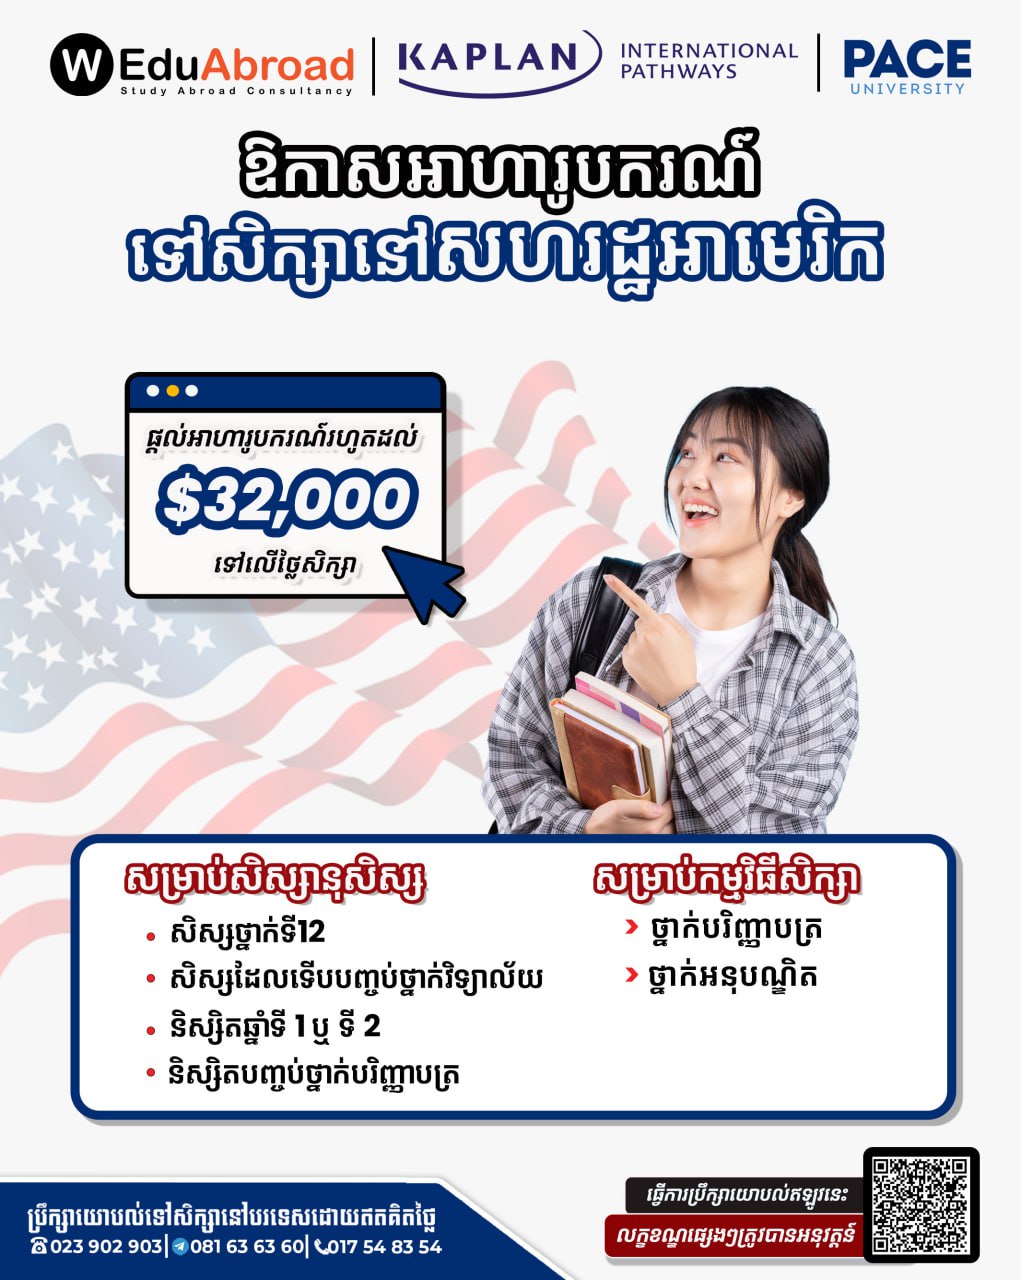 W EduAbroad
Study Abroad Consultancy
KAPLAN
INTERNATIONAL
PATHWAYS
PACE
UNIVERSITY
ឱកាសអាហារូបករណ៍
ទៅសិក្សានៅសហរដ្ឋអាមេរិក
ផ្តល់អាហារូបករណ៍រហូតដល់
$32,000
ទៅលើថ្លៃសិក្សា
សម្រាប់សិស្សានុសិស្ស
• សិស្សថ្នាក់ទី12
• សិស្សដែលទើបបញ្ចប់ថ្នាក់វិទ្យាល័យ
• និស្សិតឆ្នាំទី 1 ឬ ទី 2
• និស្សិតបញ្ចប់ថ្នាក់បរិញ្ញាបត្រ
សម្រាប់កម្មវិធីសិក្សា
ថ្នាក់បរិញ្ញាបត្រ
ថ្នាក់អនុបណ្ឌិត
ប្រឹក្សាយោបល់ទៅសិក្សានៅបរទេសដោយឥតគិតថ្លៃ
☎023 902 903| 081 63 63 60| 017 54 83 54
ធ្វើការប្រឹក្សាយោបល់ឥឡូវនេះ
លក្ខខណ្ឌផ្សេងៗត្រូវបានអនុវត្តន៍